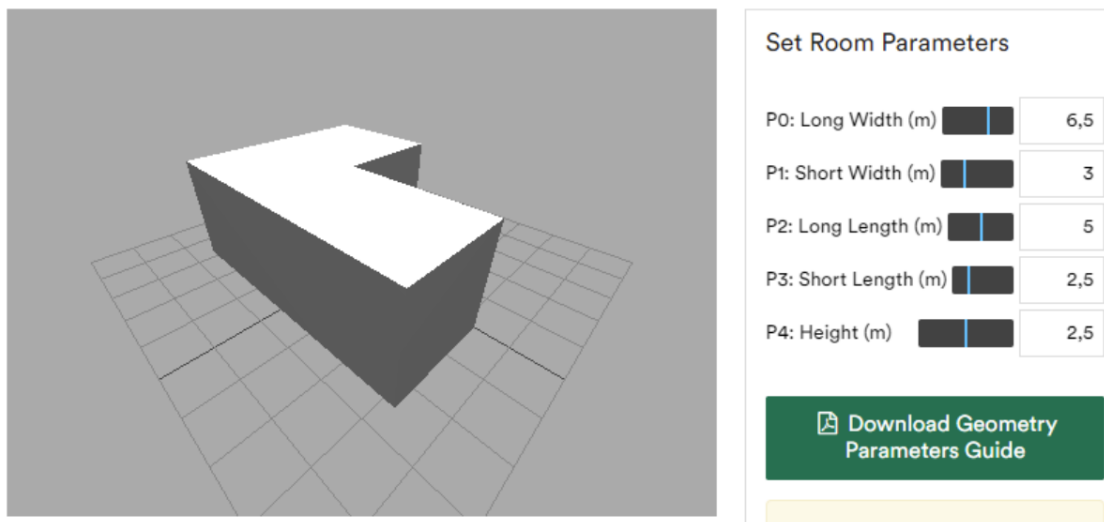 Set Room Parameters
P0: Long Width (m) 6,5
P1: Short Width (m) 3
P2: Long Length (m) 5
P3: Short Length (m) 2,5
P4: Height (m) 2,5
Download Geometry
Parameters Guide